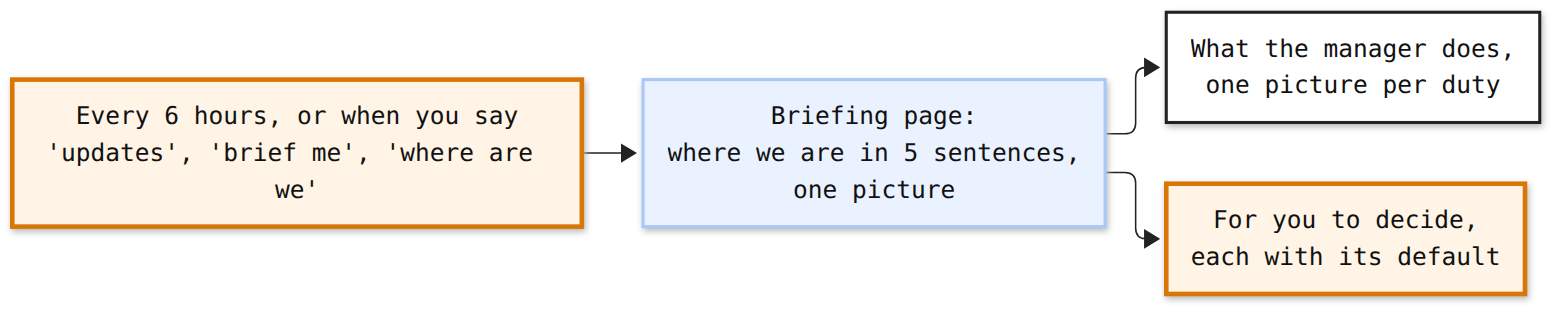 Every 6 hours, or when you say
'updates', 'brief me', 'where are
we'
Briefing page:
where we are in 5 sentences,
one picture
What the manager does,
one picture per duty
For you to decide,
each with its default